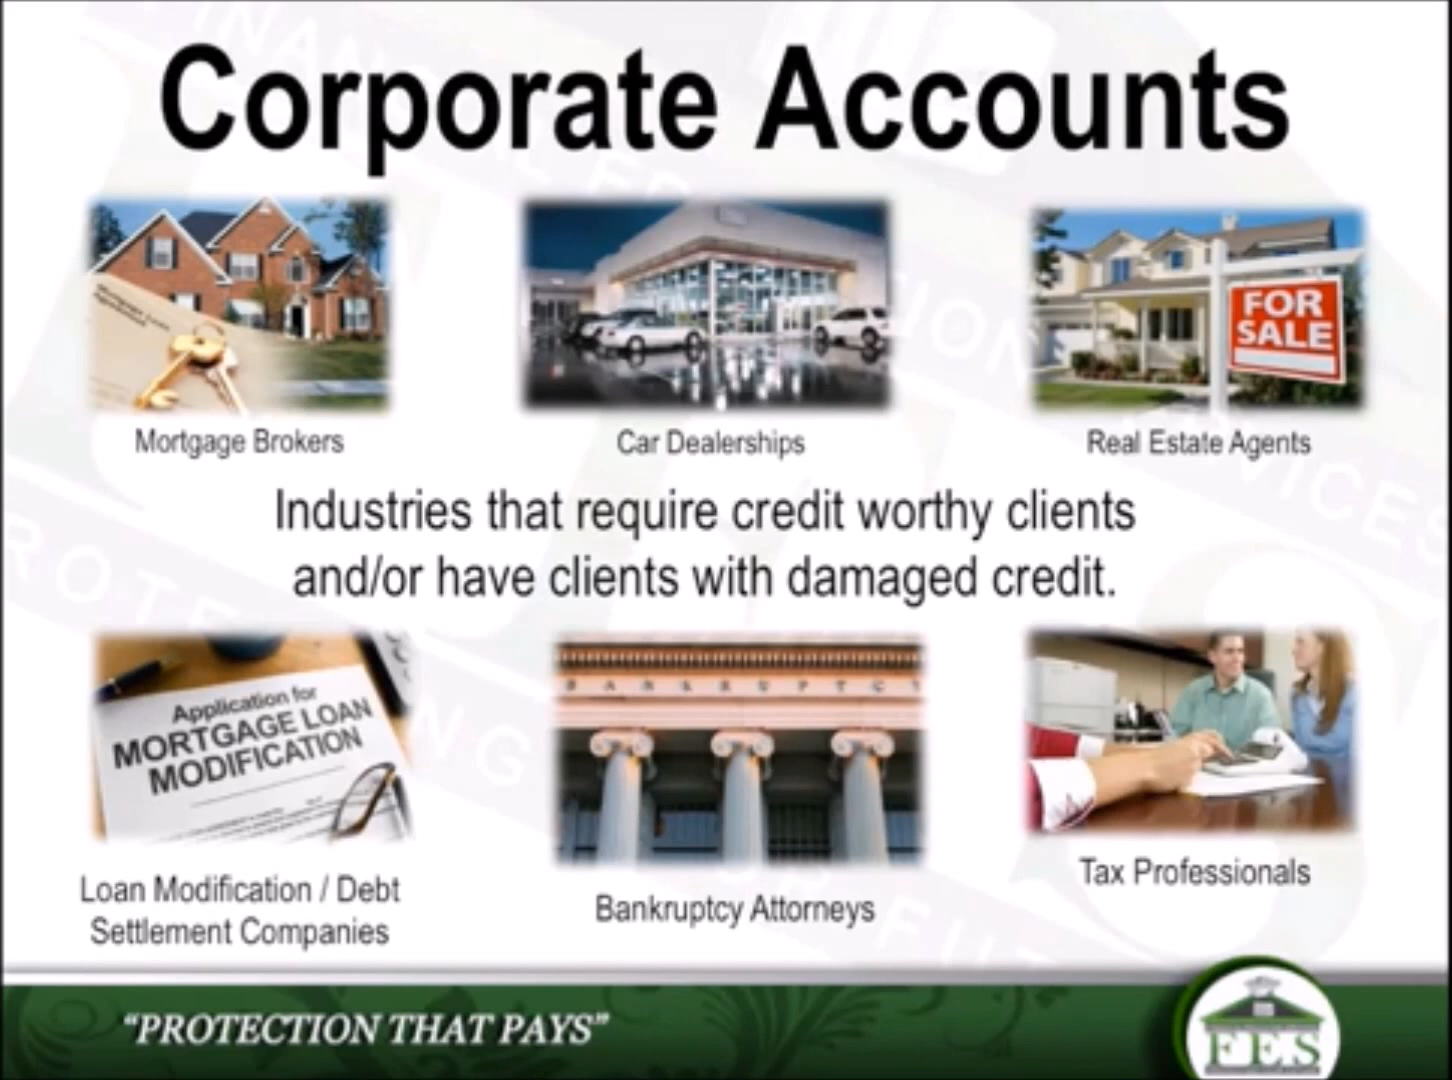 Corporate Accounts
FOR
SALE
Mortgage Brokers
Car Dealerships
Real Estate Agents
Industries that require credit worthy clients
and/or have clients with damaged credit.
Application for
MORTGAGE LOAN
MODIFICATION
BANKRUPTCY
Loan Modification / Debt
Settlement Companies
Bankruptcy Attorneys
Tax Professionals
“PROTECTION THAT PAYS”
FES